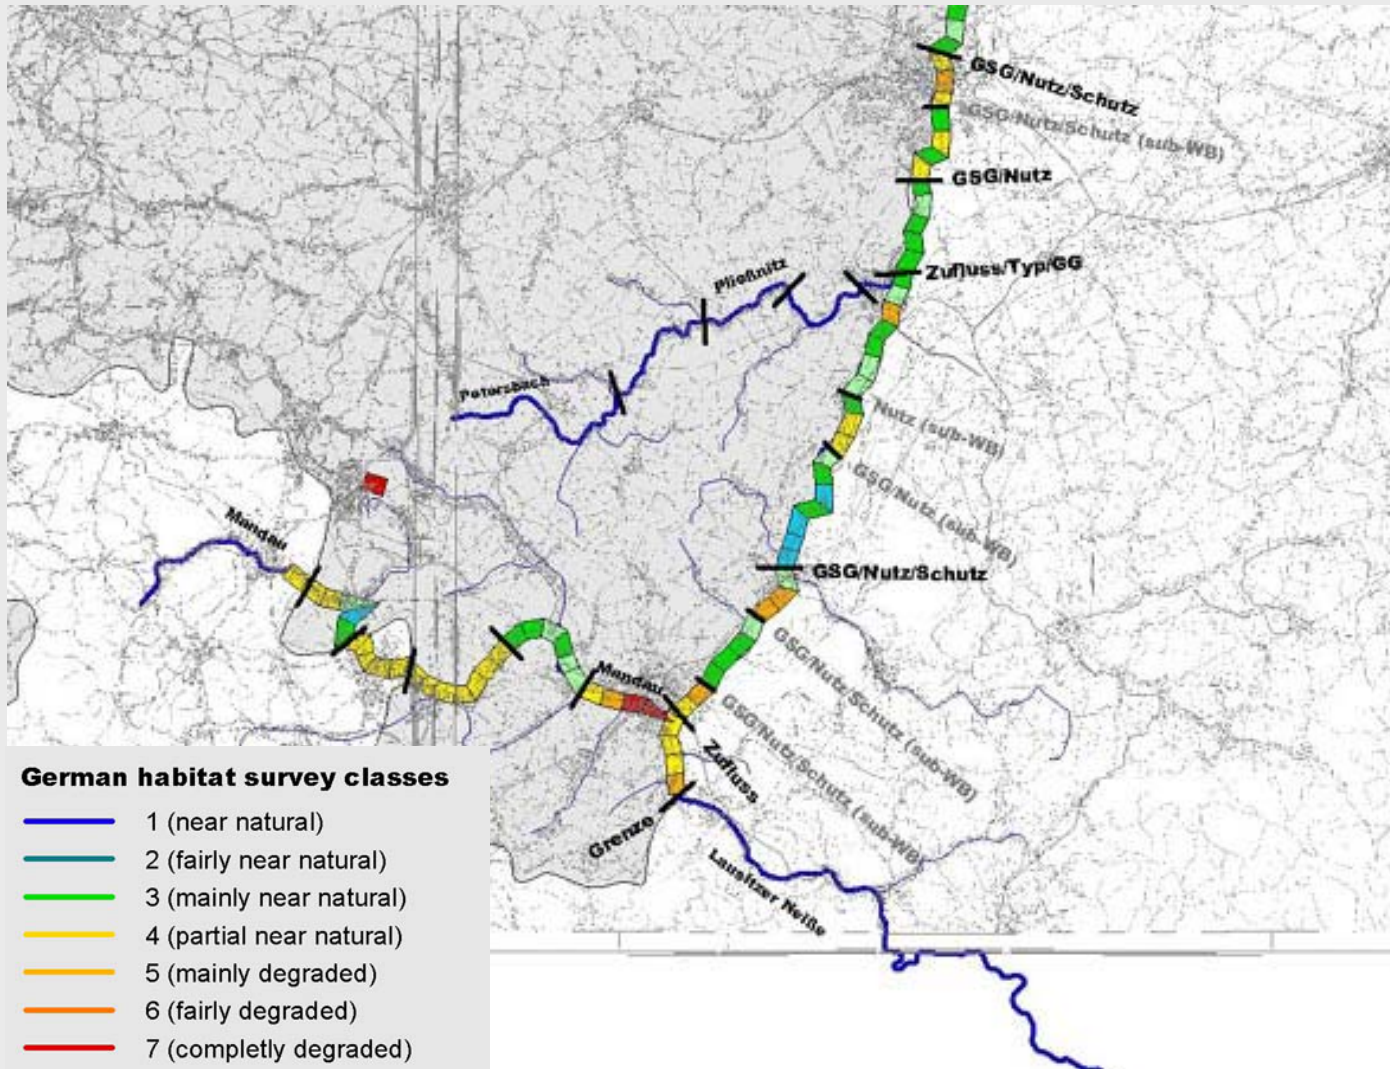 GSG/Nutz/Schutz
GSG/Nutz/Schutz (sub-WB)
GSG/Nutz
Zufluss/Typ/GG
Pließnitz
Petersbach
Nutz (sub-WB)
GSG/Nutz (sub-WB)
Mandau
GSG/Nutz/Schutz
GSG/Nutz/Schutz (sub-WB)
Mandau
GSG/Nutz/Schutz (sub-WB)
Zufluss
Grenze
Lausitzer Neiße
German habitat survey classes
1 (near natural)
2 (fairly near natural)
3 (mainly near natural)
4 (partial near natural)
5 (mainly degraded)
6 (fairly degraded)
7 (completly degraded)